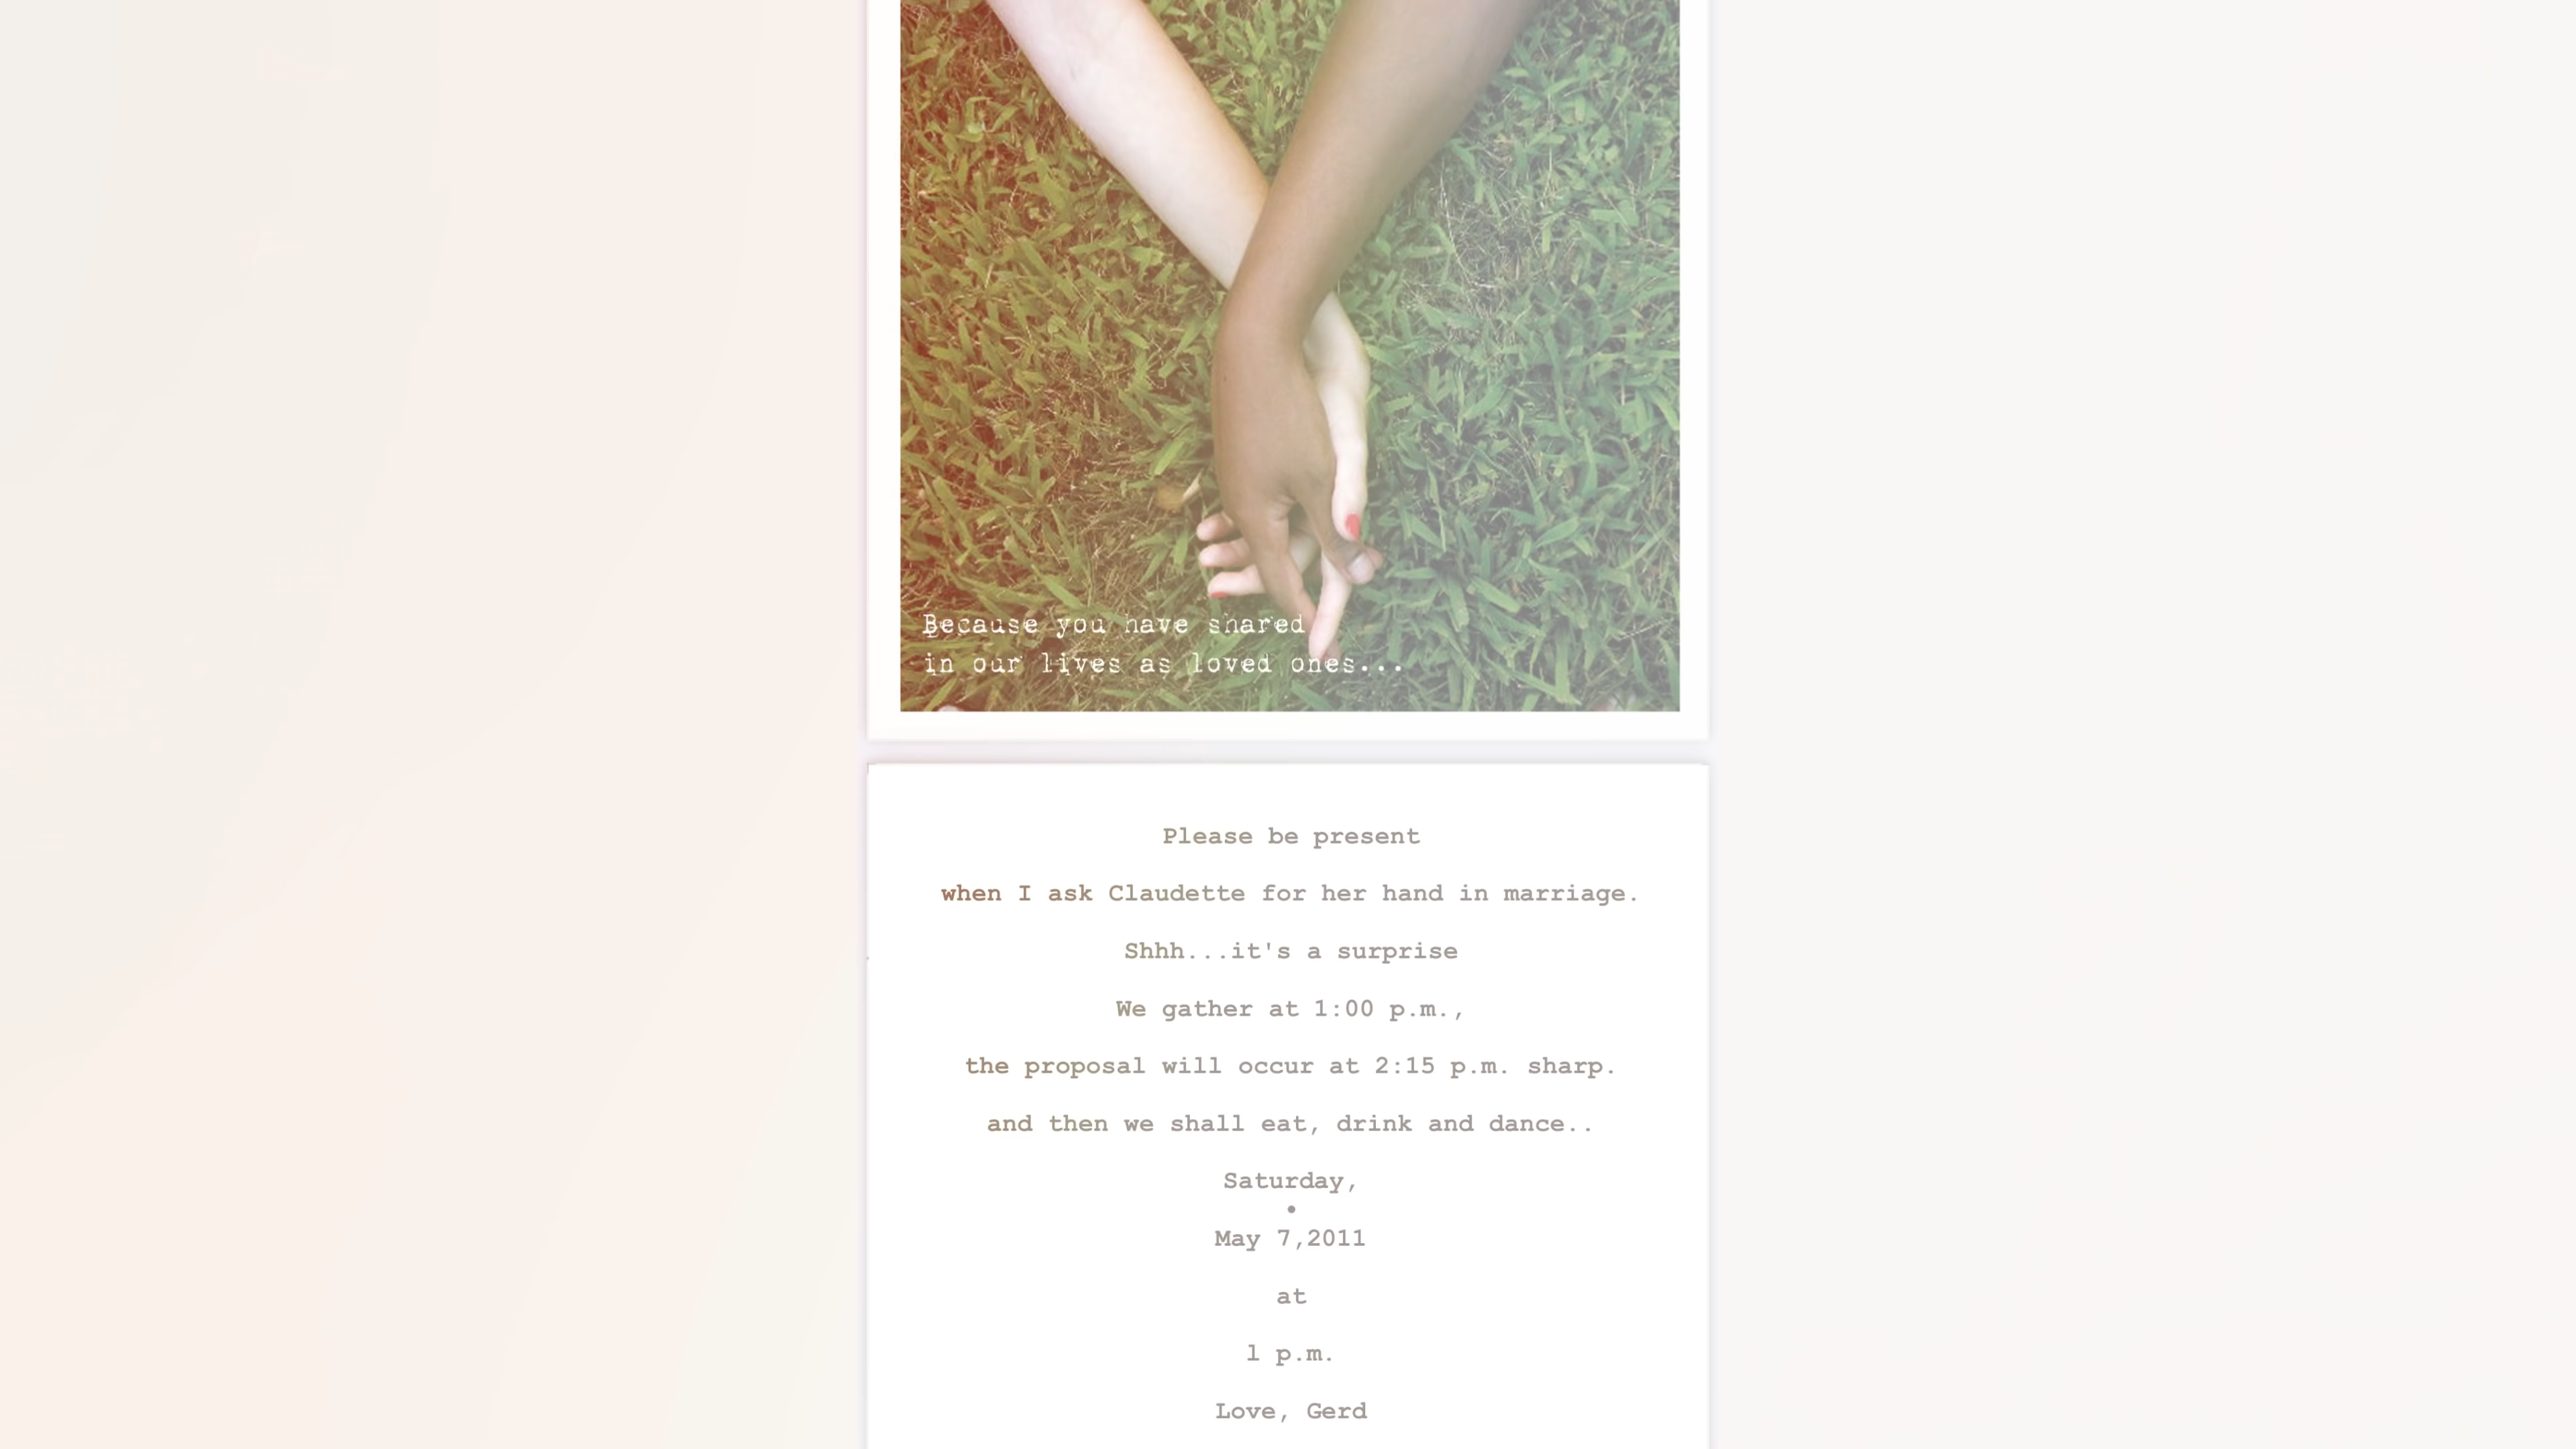 Because you have shared
in our lives as loved ones...
Please be present
when I ask Claudette for her hand in marriage.
Shhh...it's a surprise
We gather at 1:00 p.m.,
the proposal will occur at 2:15 p.m. sharp.
and then we shall eat, drink and dance..
Saturday,
•
May 7,2011
at
1 p.m.
Love, Gerd